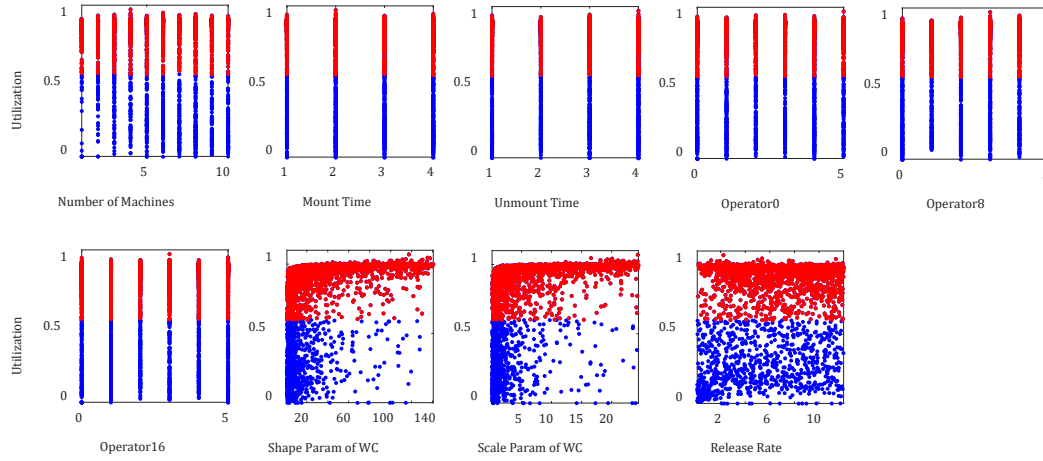 1 1 1 1 1
0.5 0.5 0.5 0.5 0.5
Utilization
0 0 0 0 0
5 10 1 2 3 4 1 2 3 4 0 5 0
Number of Machines Mount Time Unmount Time Operator0 Operator8
1 1 1 1
0.5 0.5 0.5 0.5
Utilization
0 0 0 0
0 5 20 60 100 140 5 10 15 20 2 6 10
Operator16 Shape Param of WC Scale Param of WC Release Rate